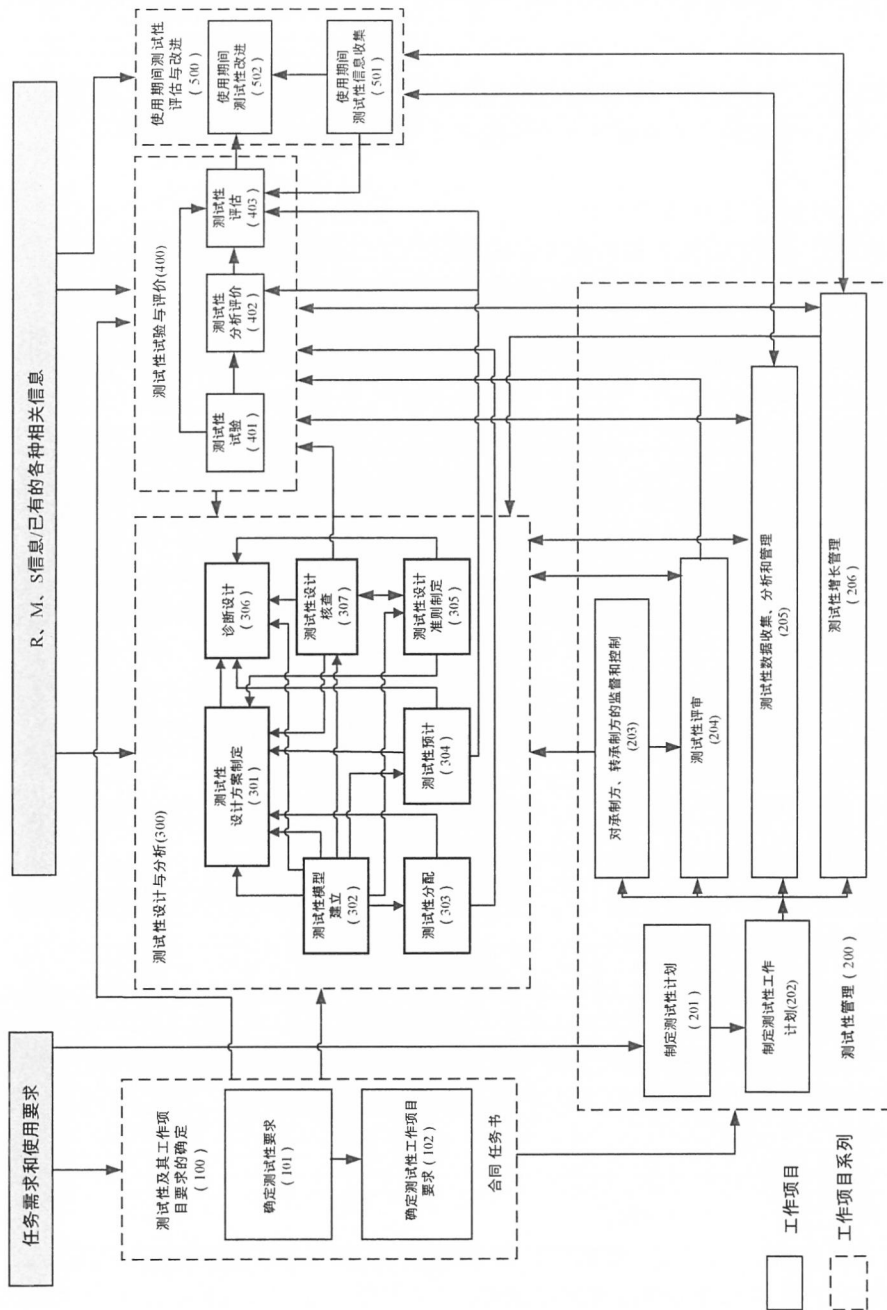 R、M、S信息/已有的各种相关信息
任务需求和使用要求
测试性及其工作项
目要求的确定
(100)
确定测试性要求
(101)
确定测试性工作项目
要求(102)
合同 任务书
测试性设计与分析(300)
测试性
设计方案制定
(301)
诊断设计
(306)
测试性模型
建立
(302)
测试性设计
核查
(307)
测试性分配
(303)
测试性预计
(304)
测试性设计
准则制定
(305)
测试性试验与评价(400)
测试性
试验
(401)
测试性
分析评价
(402)
测试性
评估
(403)
使用期间测试性
评估与改进
(500)
使用期间
测试性改进
(502)
使用期间
测试性信息收集
(501)
制定测试性计划
(201)
制定测试性工作
计划(202)
测试性管理(200)
对承制方、转承制方的监督和控制
(203)
测试性评审
(204)
测试性数据收集、分析和管理
(205)
测试性增长管理
(206)
工作项目
工作项目系列